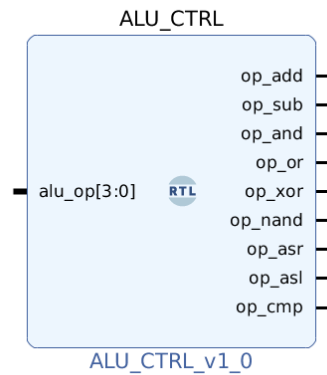 ALU_CTRL
op_add
op_sub
op_and
op_or
alu_op[3:0] RTL op_xor
op_nand
op_asr
op_asl
op_cmp
ALU_CTRL_v1_0